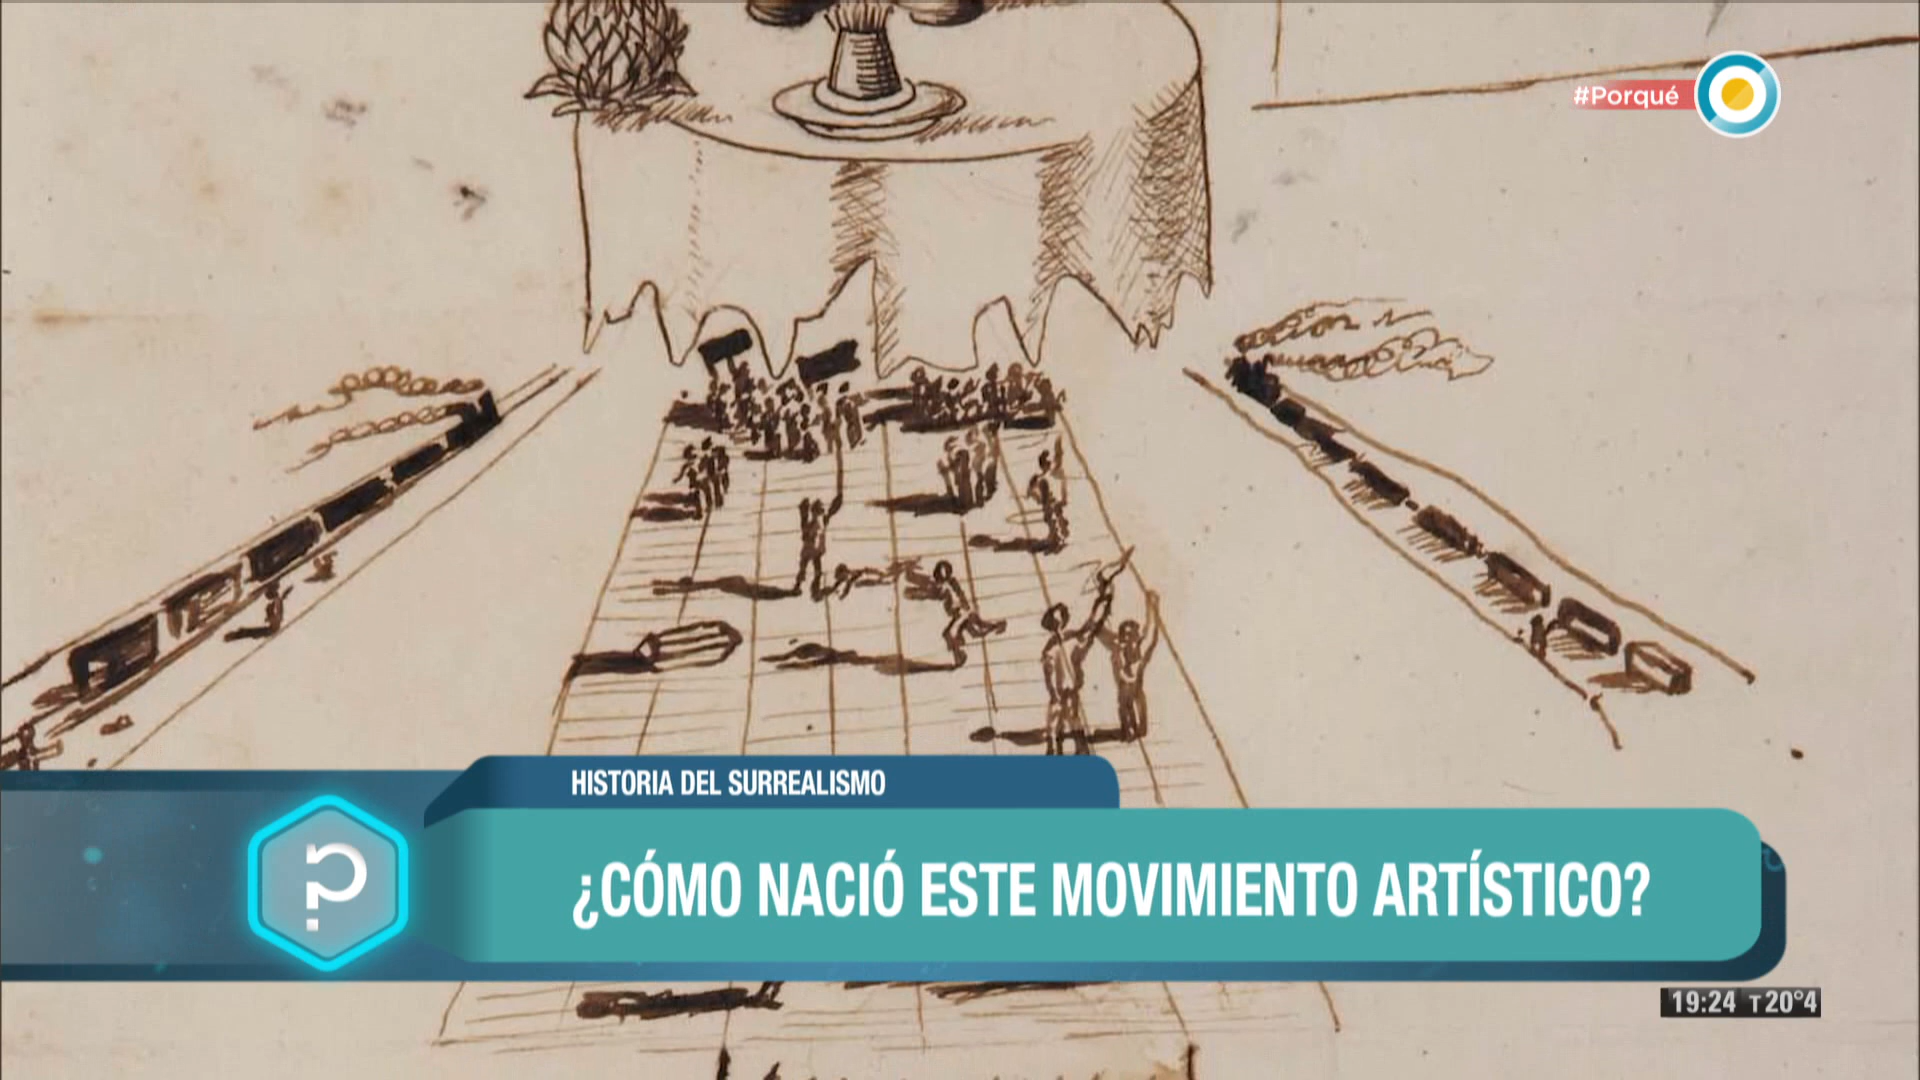 #Porqué
HISTORIA DEL SURREALISMO
¿CÓMO NACIÓ ESTE MOVIMIENTO ARTÍSTICO?
19:24 T20°4